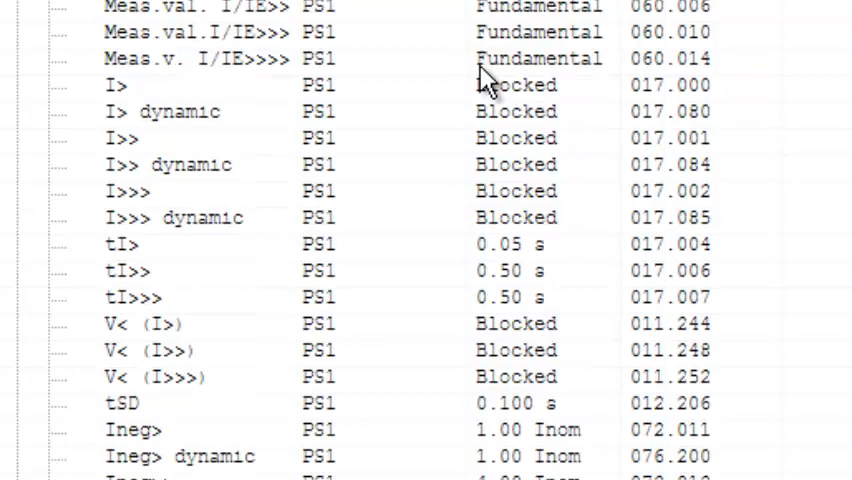 Meas.val. I/IE>> PS1 Fundamental 060.006
Meas.val.I/IE>>> PS1 Fundamental 060.010
Meas.v. I/IE>>>> PS1 Fundamental 060.014
I> PS1 Blocked 017.000
I> dynamic PS1 Blocked 017.080
I>> PS1 Blocked 017.001
I>> dynamic PS1 Blocked 017.084
I>>> PS1 Blocked 017.002
I>>> dynamic PS1 Blocked 017.085
tI> PS1 0.05 s 017.004
tI>> PS1 0.50 s 017.006
tI>>> PS1 0.50 s 017.007
V< (I>) PS1 Blocked 011.244
V< (I>>) PS1 Blocked 011.248
V< (I>>>) PS1 Blocked 011.252
tSD PS1 0.100 s 012.206
Ineg> PS1 1.00 Inom 072.011
Ineg> dynamic PS1 1.00 Inom 076.200